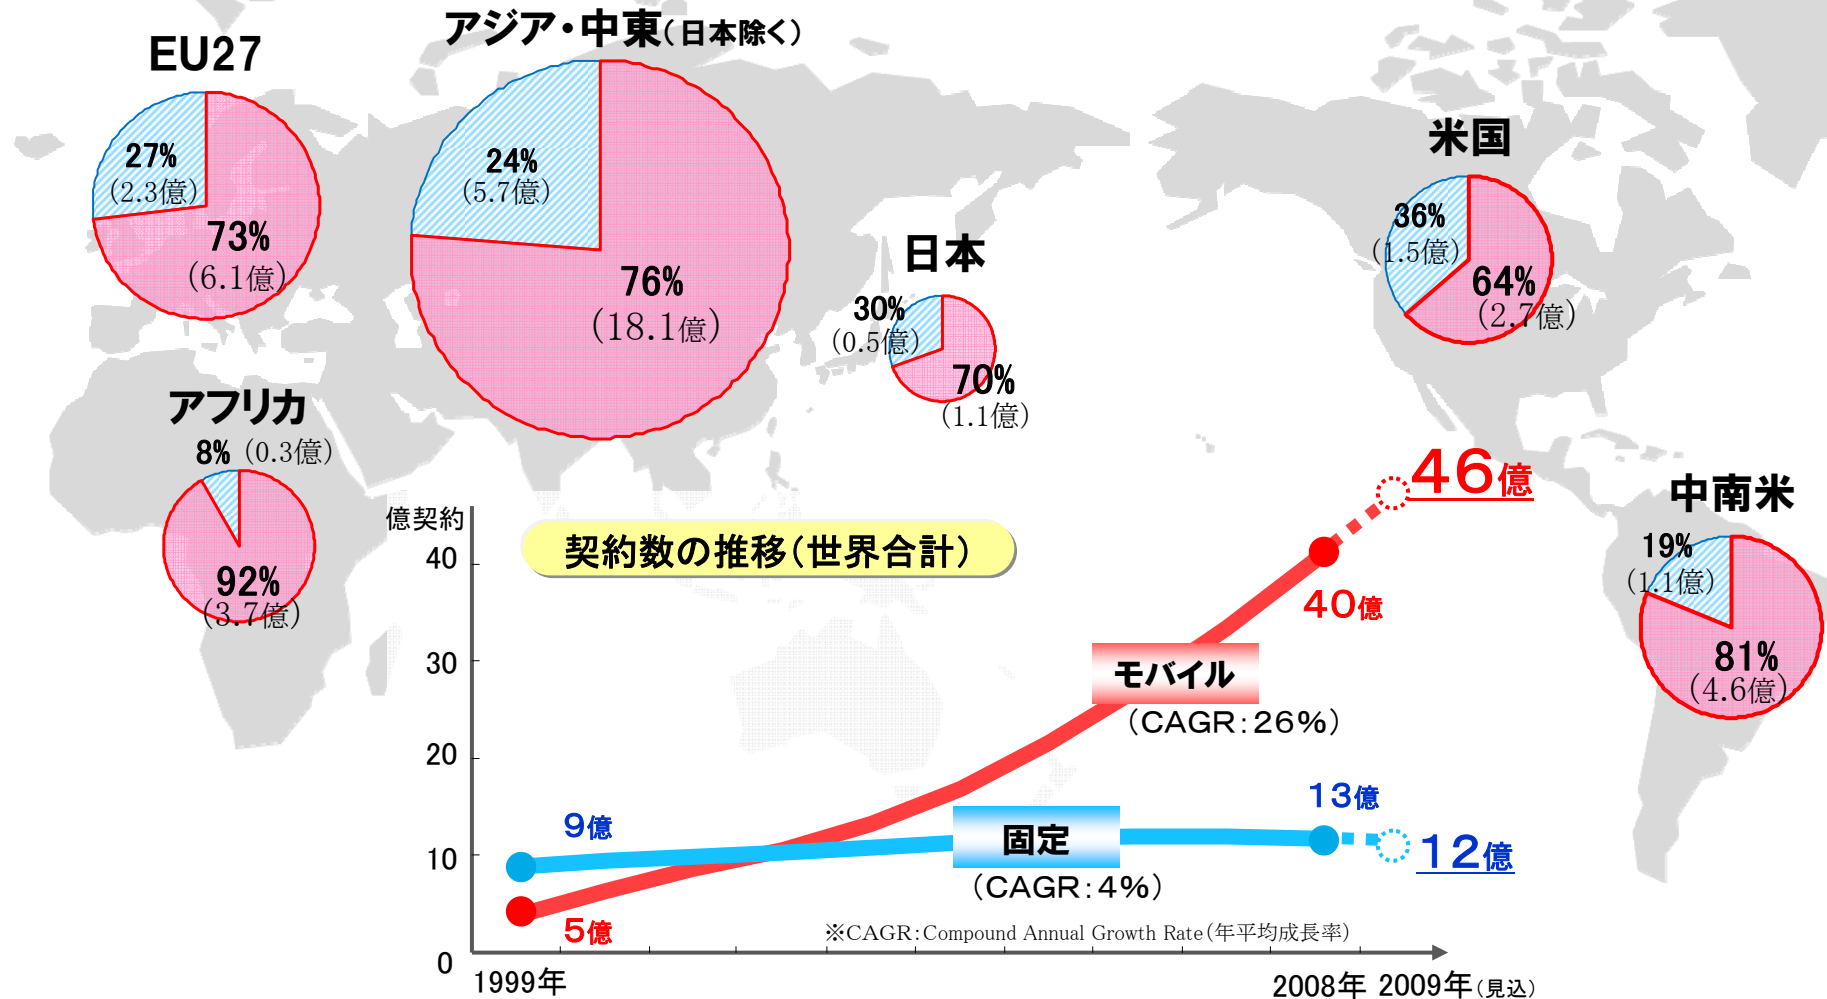 アジア・中東(日本除く)
EU27
27%
(2.3億)
73%
(6.1億)
24%
(5.7億)
76%
(18.1億)
米国
36%
(1.5億)
64%
(2.7億)
日本
30%
(0.5億)
70%
(1.1億)
アフリカ
8% (0.3億)
92%
(3.7億)
中南米
19%
(1.1億)
81%
(4.6億)
億契約
契約数の推移(世界合計)
40
30
20
10
0
46億
40億
モバイル
(CAGR:26%)
9億
5億
13億
12億
固定
(CAGR:4%)
※CAGR:Compound Annual Growth Rate(年平均成長率)
1999年
2008年
2009年(見込)